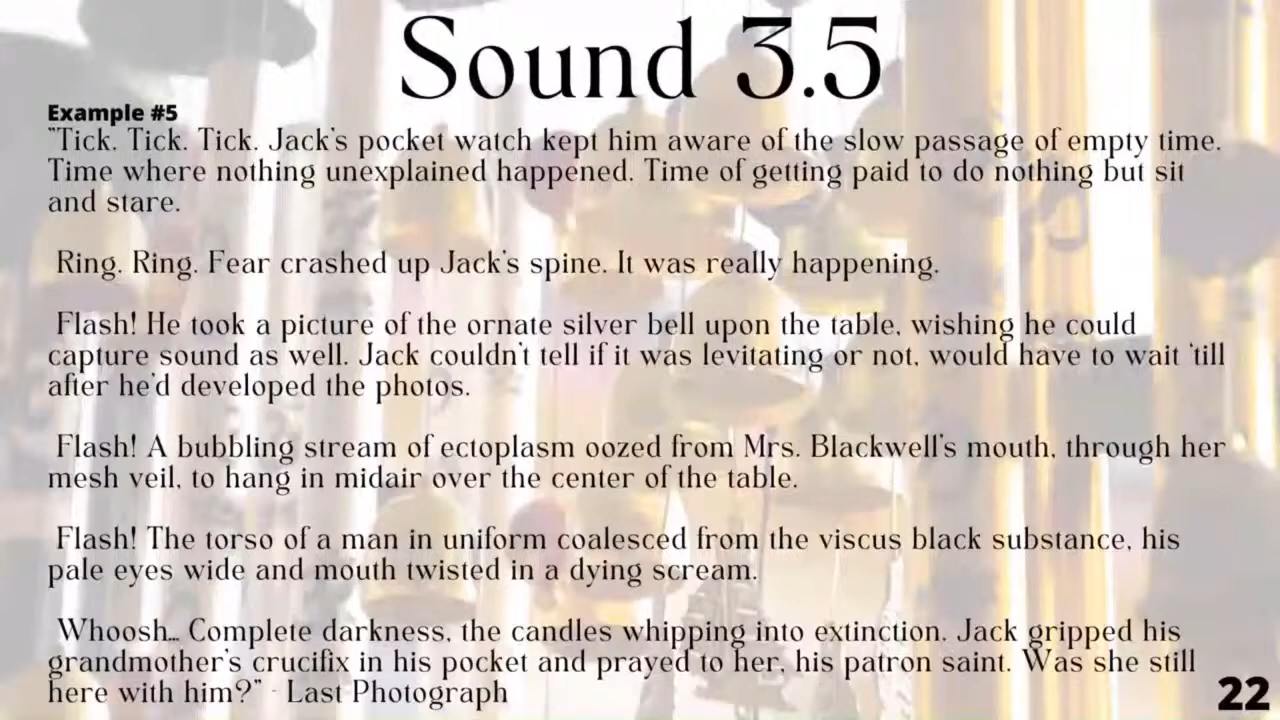 Sound 3.5
Example #5
"Tick. Tick. Tick. Jack's pocket watch kept him aware of the slow passage of empty time.
Time where nothing unexplained happened. Time of getting paid to do nothing but sit
and stare.
Ring. Ring. Fear crashed up Jack's spine. It was really happening.
Flash! He took a picture of the ornate silver bell upon the table, wishing he could
capture sound as well. Jack couldn't tell if it was levitating or not, would have to wait 'till
after he'd developed the photos.
Flash! A bubbling stream of ectoplasm oozed from Mrs. Blackwell's mouth, through her
mesh veil, to hang in midair over the center of the table.
Flash! The torso of a man in uniform coalesced from the viscus black substance, his
pale eyes wide and mouth twisted in a dying scream.
Whoosh... Complete darkness, the candles whipping into extinction. Jack gripped his
grandmother's crucifix in his pocket and prayed to her, his patron saint. Was she still
here with him?" - Last Photograph
22